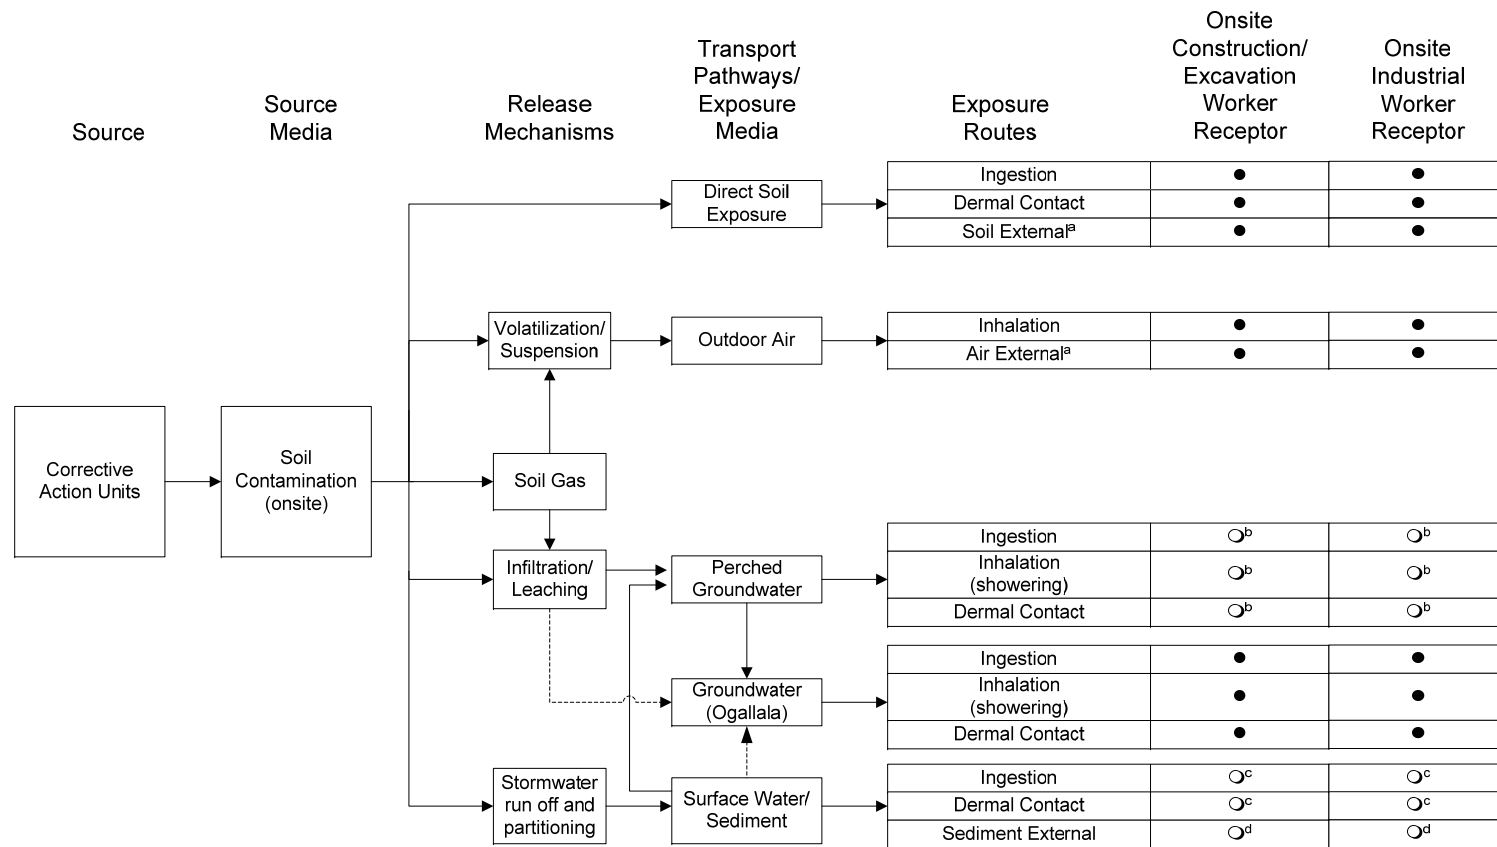 Source
Source
Media
Release
Mechanisms
Transport
Pathways/
Exposure
Media
Exposure
Routes
Onsite
Construction/
Excavation
Worker
Receptor
Onsite
Industrial
Worker
Receptor
Corrective
Action Units
Soil
Contamination
(onsite)
Direct Soil
Exposure
Ingestion
Dermal Contact
Soil Externalª
Volatilization/
Suspension
Outdoor Air
Inhalation
Air Externalª
Soil Gas
Infiltration/
Leaching
Perched
Groundwater
Ingestion
b b
Inhalation
(showering)
b b
Dermal Contact
b b
Groundwater
(Ogallala)
Ingestion
Inhalation
(showering)
Dermal Contact
Stormwater
run off and
partitioning
Surface Water/
Sediment
Ingestion
c c
Dermal Contact
c c
Sediment External
d d